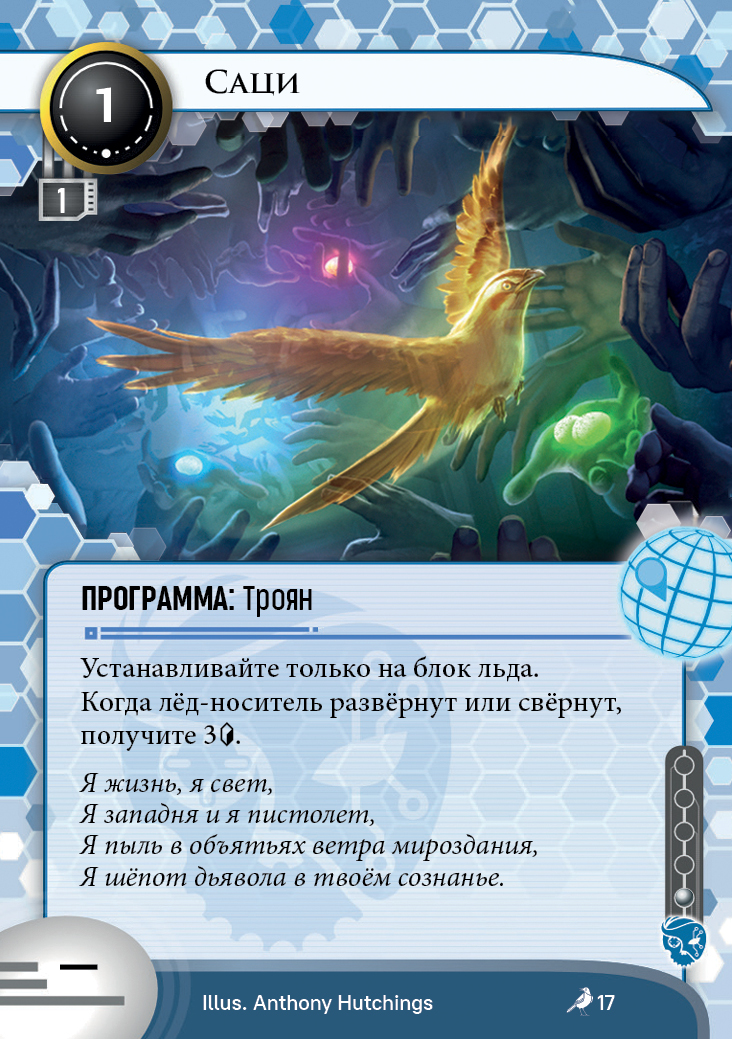 1
Саци
1
ПРОГРАММА: Троян
Устанавливайте только на блок льда.
Когда лёд-носитель развёрнут или свёрнут,
получите 3.
Я жизнь, я свет,
Я западня и я пистолет,
Я пыль в объятьях ветра мироздания,
Я шёпот дьявола в твоём сознанье.
Illus. Anthony Hutchings
17